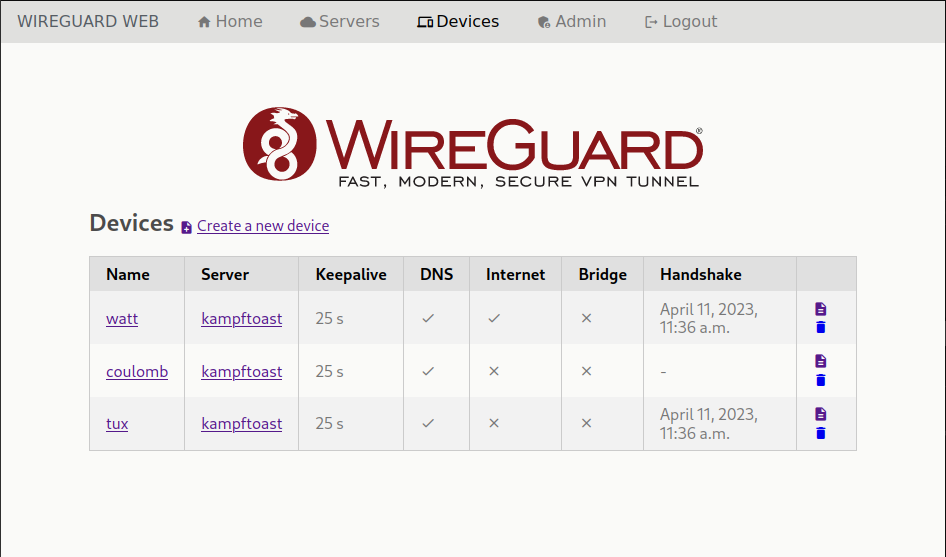 WIREGUARD WEB Home Servers Devices Admin Logout
WIREGUARD®
FAST, MODERN, SECURE VPN TUNNEL
Devices Create a new device
Name Server Keepalive DNS Internet Bridge Handshake
watt kampftoast 25 s April 11, 2023,
11:36 a.m.
coulomb kampftoast 25 s -
tux kampftoast 25 s April 11, 2023,
11:36 a.m.